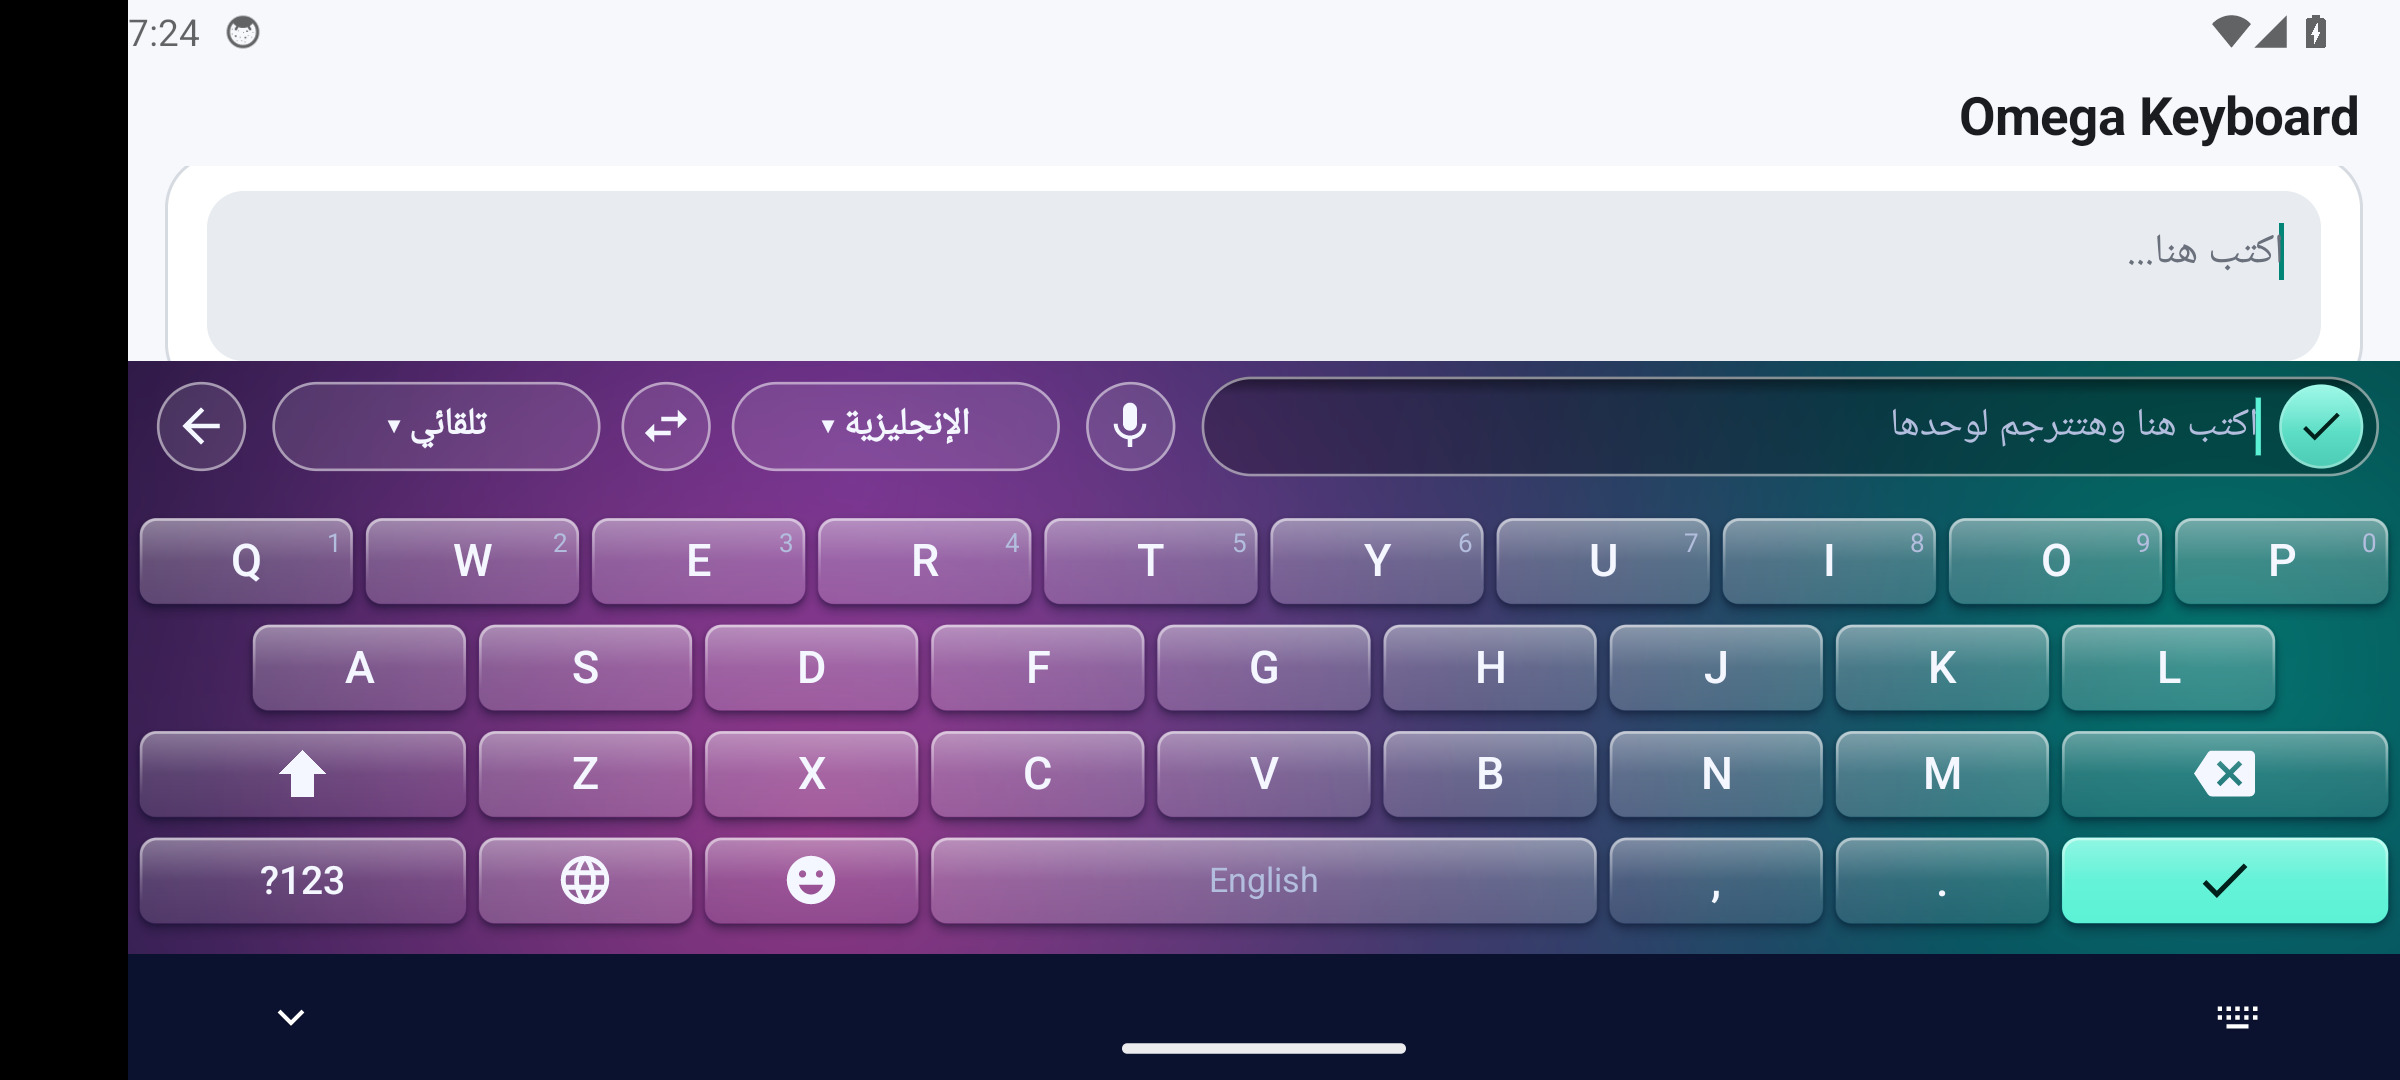 7:24
Omega Keyboard
اكتب هنا...
تلقائي ▾
الإنجليزية ▾
اكتب هنا وهتترجم لوحدها
Q 1 W 2 E 3 R 4 T 5 Y 6 U 7 I 8 O 9 P 0
A S D F G H J K L
Z X C V B N M
?123 English , .